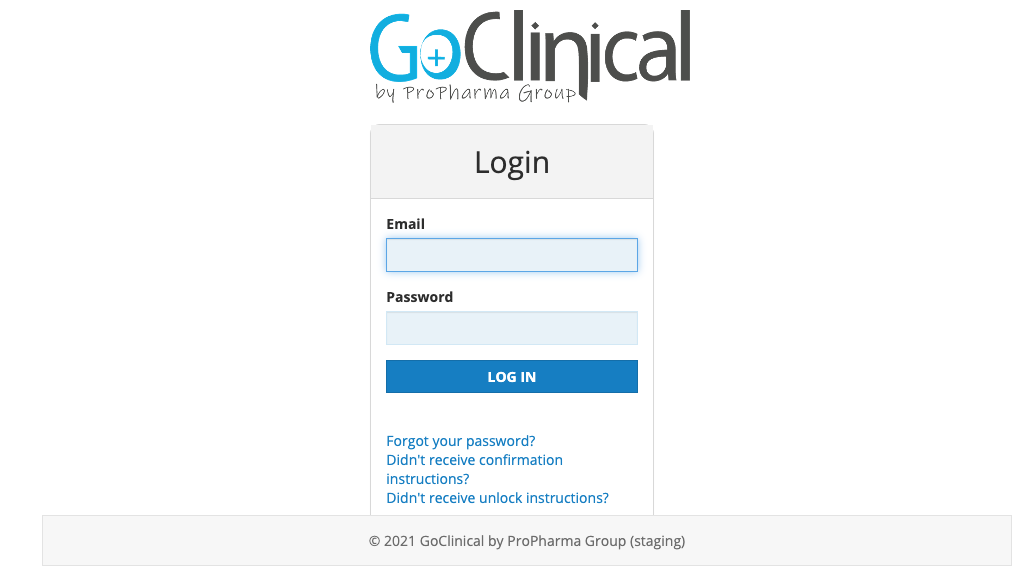 GoClinical
by ProPharma Group
Login
Email
Password
LOG IN
Forgot your password?
Didn't receive confirmation
instructions?
Didn't receive unlock instructions?
© 2021 GoClinical by ProPharma Group (staging)